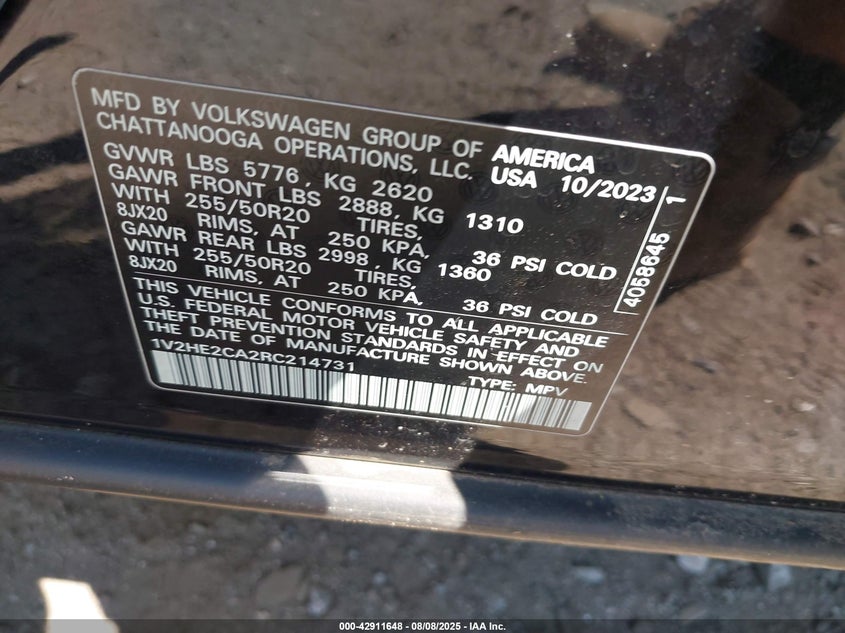 MFD BY VOLKSWAGEN GROUP OF AMERICA
CHATTANOOGA OPERATIONS, LLC. USA 10/2023
GVWR LBS 5776, KG 2620
GAWR FRONT LBS 2888, KG 1310
WITH 255/50R20 TIRES,
8JX20 RIMS, AT 250 KPA, 36 PSI COLD
GAWR REAR LBS 2998, KG 1360
WITH 255/50R20 TIRES,
8JX20 RIMS, AT 250 KPA, 36 PSI COLD
THIS VEHICLE CONFORMS TO ALL APPLICABLE
U.S. FEDERAL MOTOR VEHICLE SAFETY AND
THEFT PREVENTION STANDARDS IN EFFECT ON
THE DATE OF MANUFACTURE SHOWN ABOVE.
1V2HE2CA2RC214731 TYPE: MPV
4058645 1
000-42911648 - 08/08/2025 - IAA Inc.